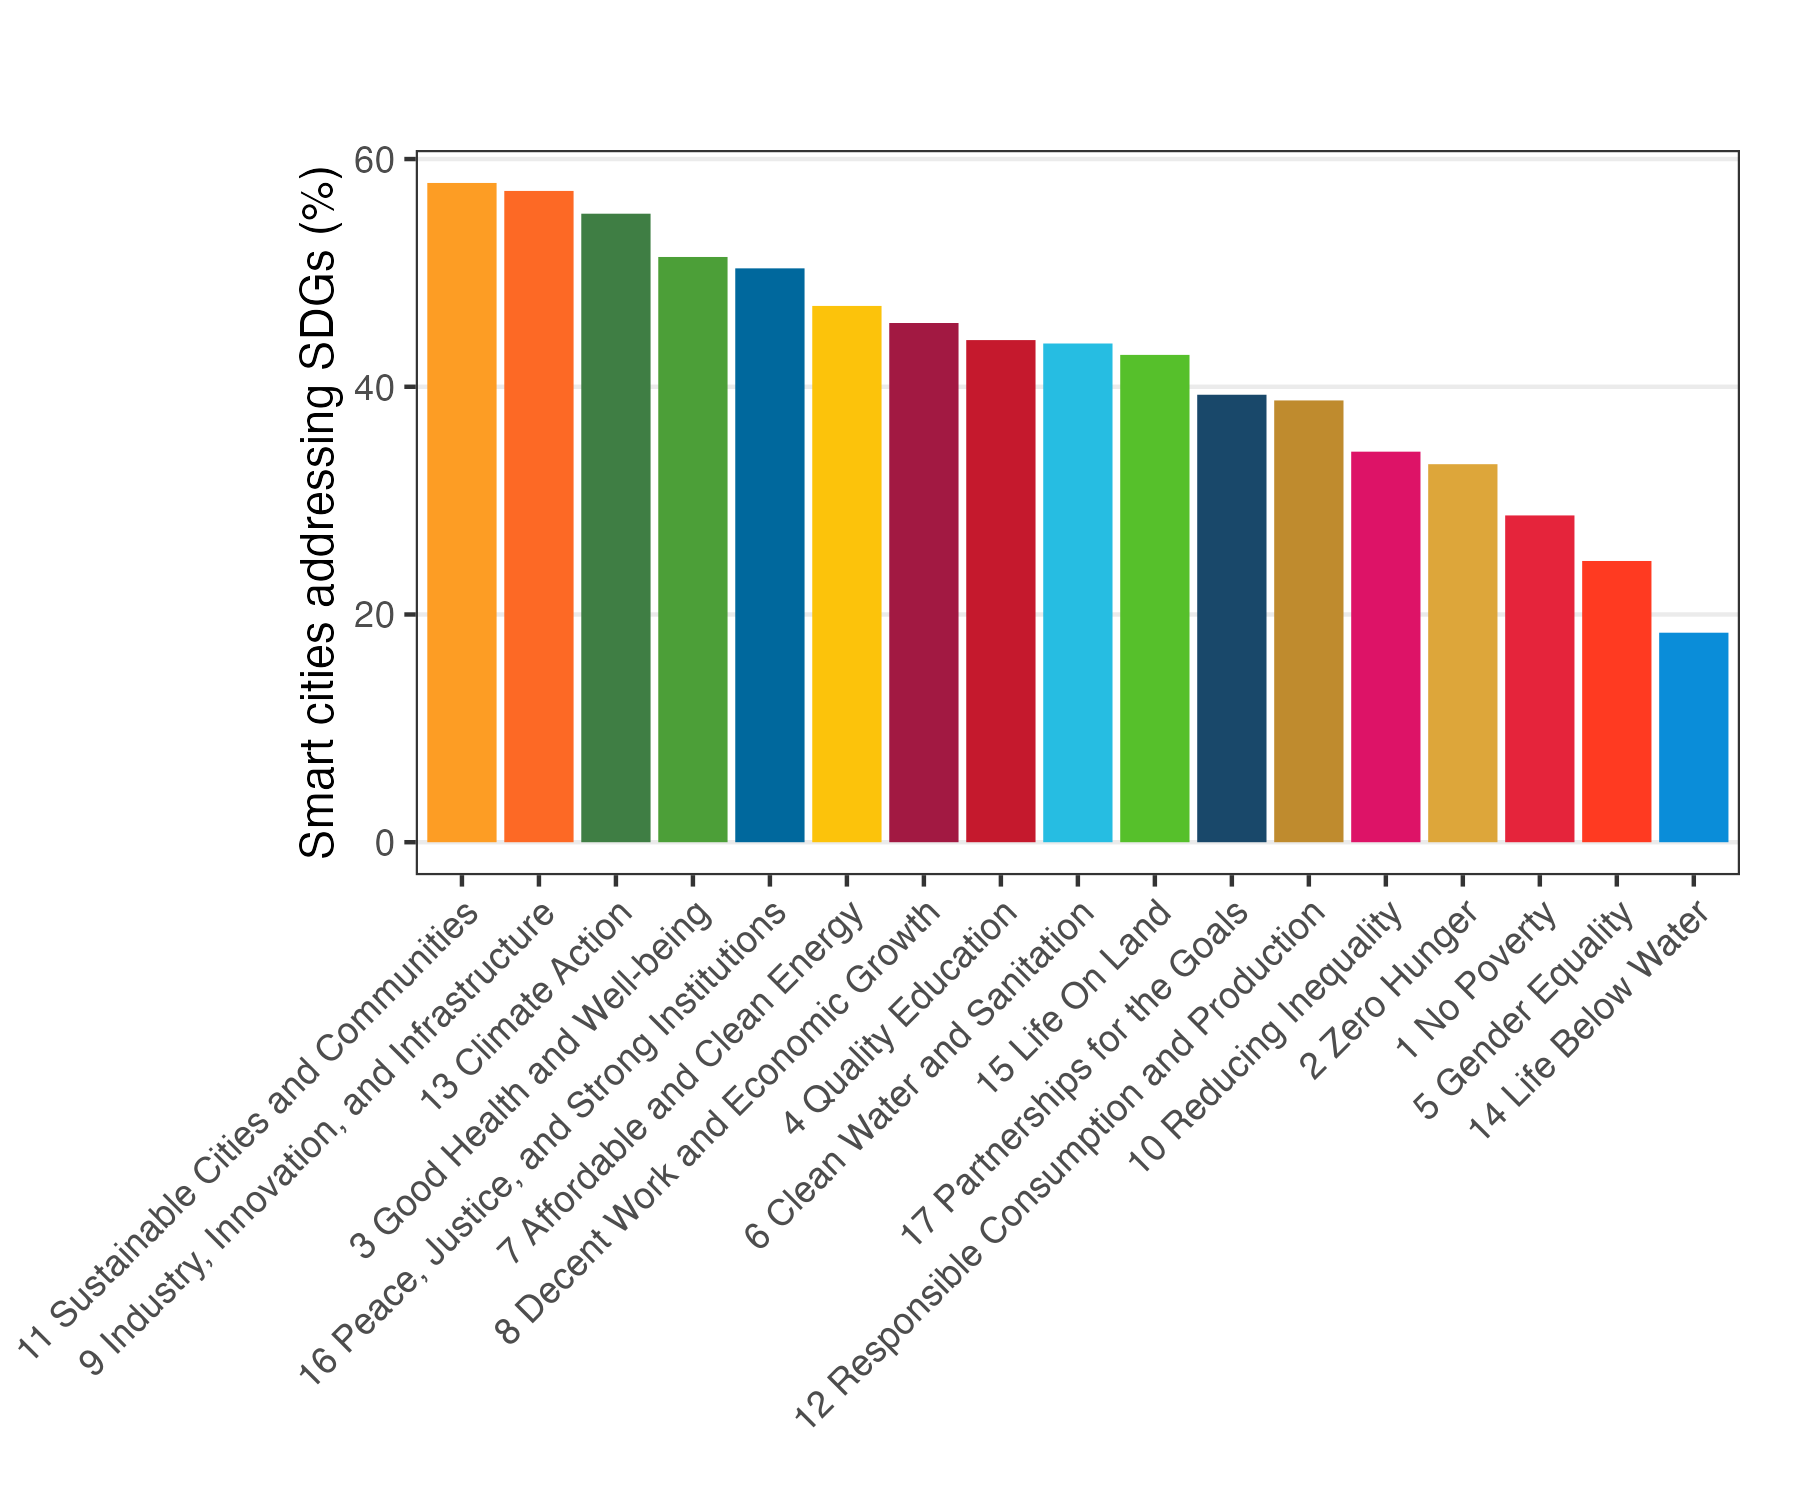 Smart cities addressing SDGs (%)
60
40
20
0
11 Sustainable Cities and Communities
9 Industry, Innovation, and Infrastructure
13 Climate Action
3 Good Health and Well-being
16 Peace, Justice, and Strong Institutions
7 Affordable and Clean Energy
8 Decent Work and Economic Growth
4 Quality Education
6 Clean Water and Sanitation
15 Life On Land
17 Partnerships for the Goals
12 Responsible Consumption and Production
10 Reducing Inequality
2 Zero Hunger
1 No Poverty
5 Gender Equality
14 Life Below Water